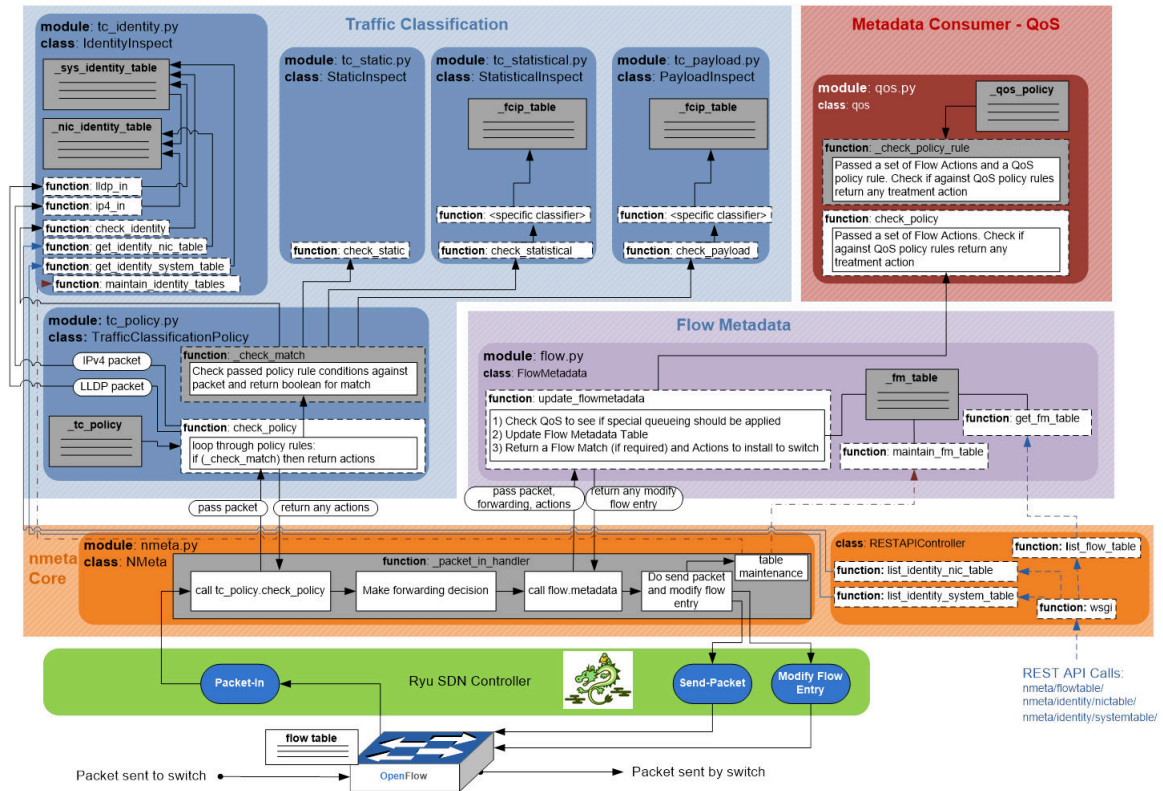 Traffic Classification
module: tc_identity.py
class: IdentityInspect
_sys_identity_table
_nic_identity_table
function: lldp_in
function: ip4_in
function: check_identity
function: get_identity_nic_table
function: get_identity_system_table
function: maintain_identity_tables
module: tc_static.py
class: StaticInspect
function: check_static
module: tc_statistical.py
class: StatisticalInspect
_fcip_table
function: <specific classifier>
function: check_statistical
module: tc_payload.py
class: PayloadInspect
_fcip_table
function: <specific classifier>
function: check_payload
Metadata Consumer - QoS
module: qos.py
class: qos
_qos_policy
function: _check_policy_rule
Passed a set of Flow Actions and a QoS
policy rule. Check if against QoS policy rules
return any treatment action
function: check_policy
Passed a set of Flow Actions. Check if
against QoS policy rules return any
treatment action
module: tc_policy.py
class: TrafficClassificationPolicy
IPv4 packet
LLDP packet
_tc_policy
function: _check_match
Check passed policy rule conditions against
packet and return boolean for match
function: check_policy
loop through policy rules:
if (_check_match) then return actions
pass packet
return any actions
Flow Metadata
module: flow.py
class: FlowMetadata
function: update_flowmetadata
1) Check QoS to see if special queueing should be applied
2) Update Flow Metadata Table
3) Return a Flow Match (if required) and Actions to install to switch
_fm_table
function: get_fm_table
function: maintain_fm_table
pass packet,
forwarding, actions
return any modify
flow entry
nmeta
Core
module: nmeta.py
class: NMeta
function: _packet_in_handler
call tc_policy.check_policy
Make forwarding decision
call flow.metadata
Do send packet
and modify flow
entry
table
maintenance
class: RESTAPIController
function: list_flow_table
function: list_identity_nic_table
function: list_identity_system_table
function: wsgi
REST API Calls:
nmeta/flowtable/
nmeta/identity/nictable/
nmeta/identity/systemtable/
Packet-In
Ryu SDN Controller
Send-Packet
Modify Flow
Entry
flow table
OpenFlow
Packet sent to switch
Packet sent by switch